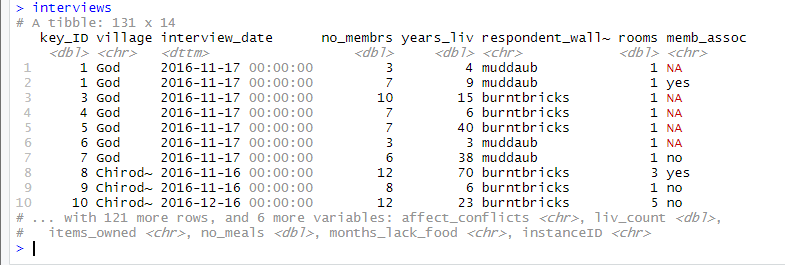 > interviews
# A tibble: 131 x 14
   key_ID village interview_date      no_membrs years_liv respondent_wall~ rooms memb_assoc
    <dbl> <chr>   <dttm>                  <dbl>     <dbl> <chr>            <dbl> <chr>
 1      1 God     2016-11-17 00:00:00         3         4 muddaub              1 NA
 2      1 God     2016-11-17 00:00:00         7         9 muddaub              1 yes
 3      3 God     2016-11-17 00:00:00        10        15 burntbricks          1 NA
 4      4 God     2016-11-17 00:00:00         7         6 burntbricks          1 NA
 5      5 God     2016-11-17 00:00:00         7        40 burntbricks          1 NA
 6      6 God     2016-11-17 00:00:00         3         3 muddaub              1 NA
 7      7 God     2016-11-17 00:00:00         6        38 muddaub              1 no
 8      8 Chirod~ 2016-11-16 00:00:00        12        70 burntbricks          3 yes
 9      9 Chirod~ 2016-11-16 00:00:00         8         6 burntbricks          1 no
10     10 Chirod~ 2016-12-16 00:00:00        12        23 burntbricks          5 no
# ... with 121 more rows, and 6 more variables: affect_conflicts <chr>, liv_count <dbl>,
#   items_owned <chr>, no_meals <dbl>, months_lack_food <chr>, instanceID <chr>
>